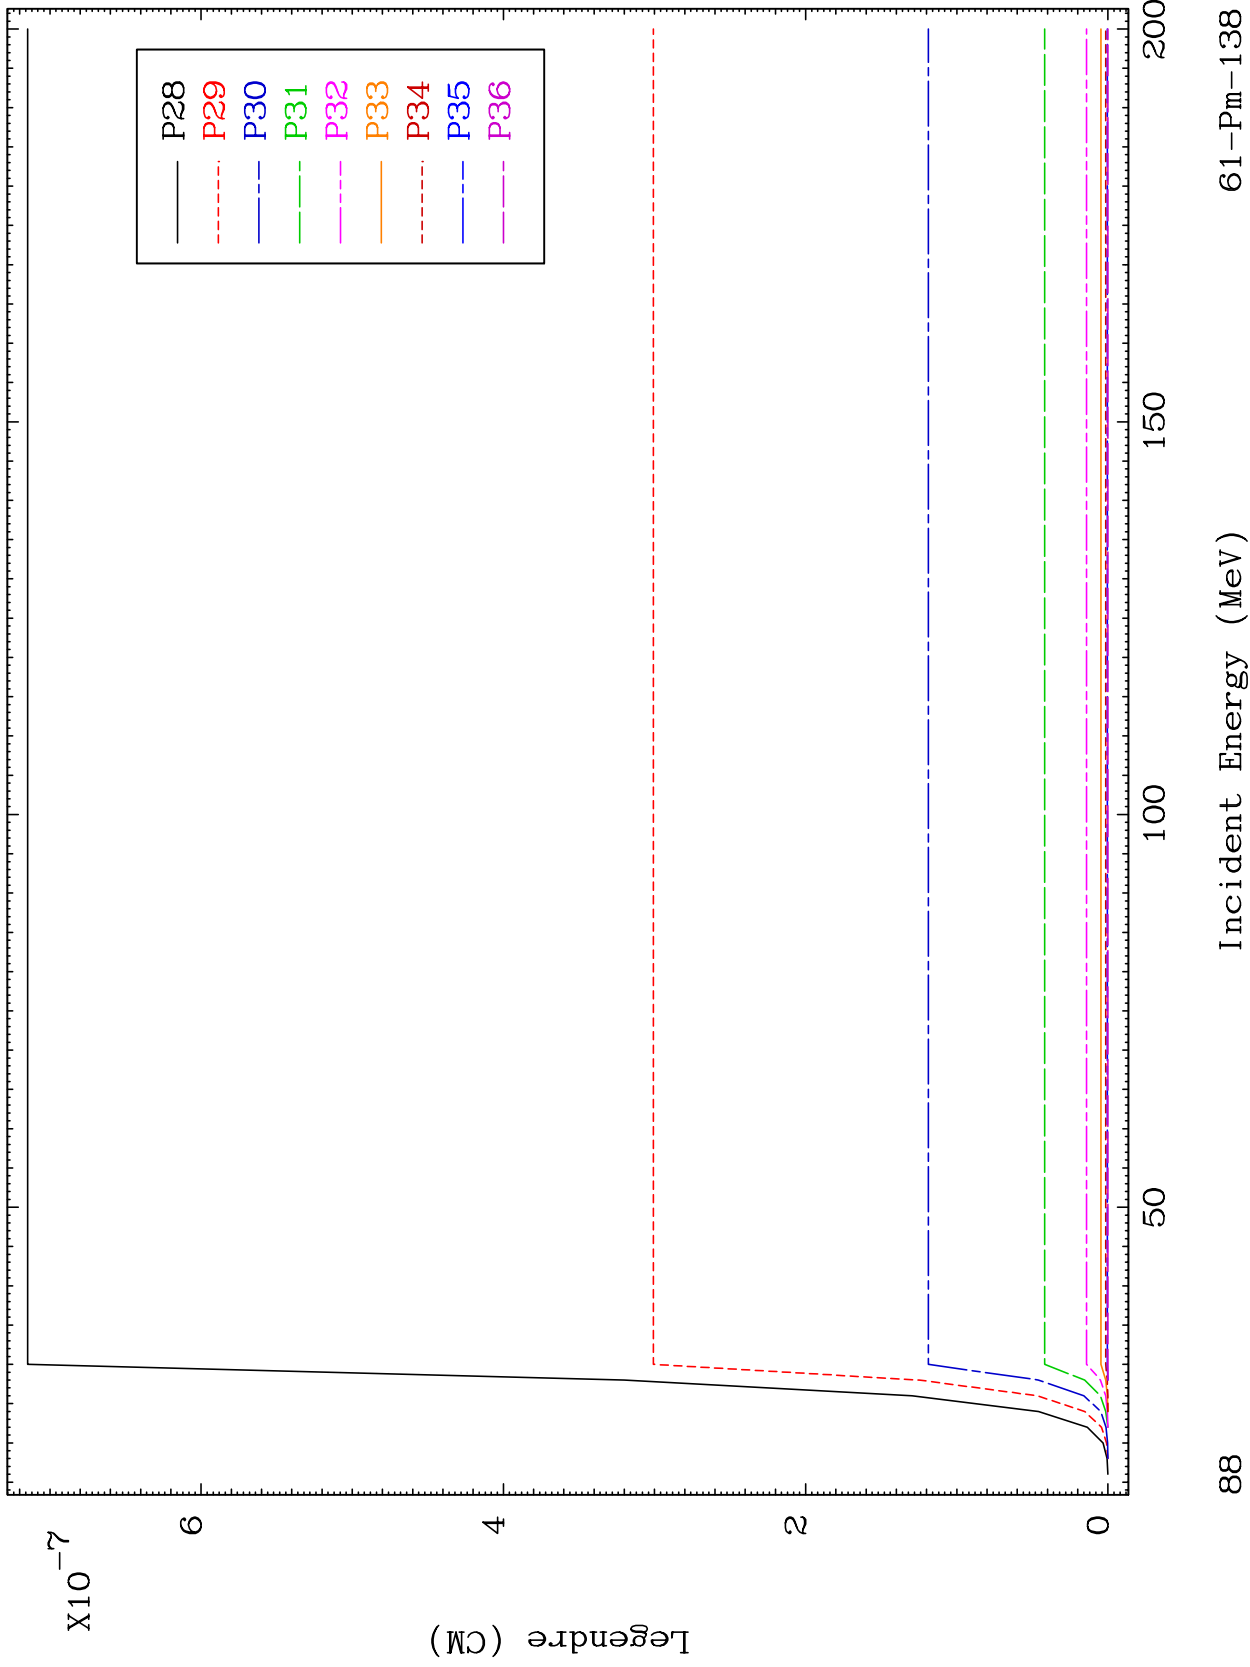 X10-7
Legendre (CM)
6
4
2
0
P28
P29
P30
P31
P32
P33
P34
P35
P36
50
100
150
200
Incident Energy (MeV)
88
61-Pm-138